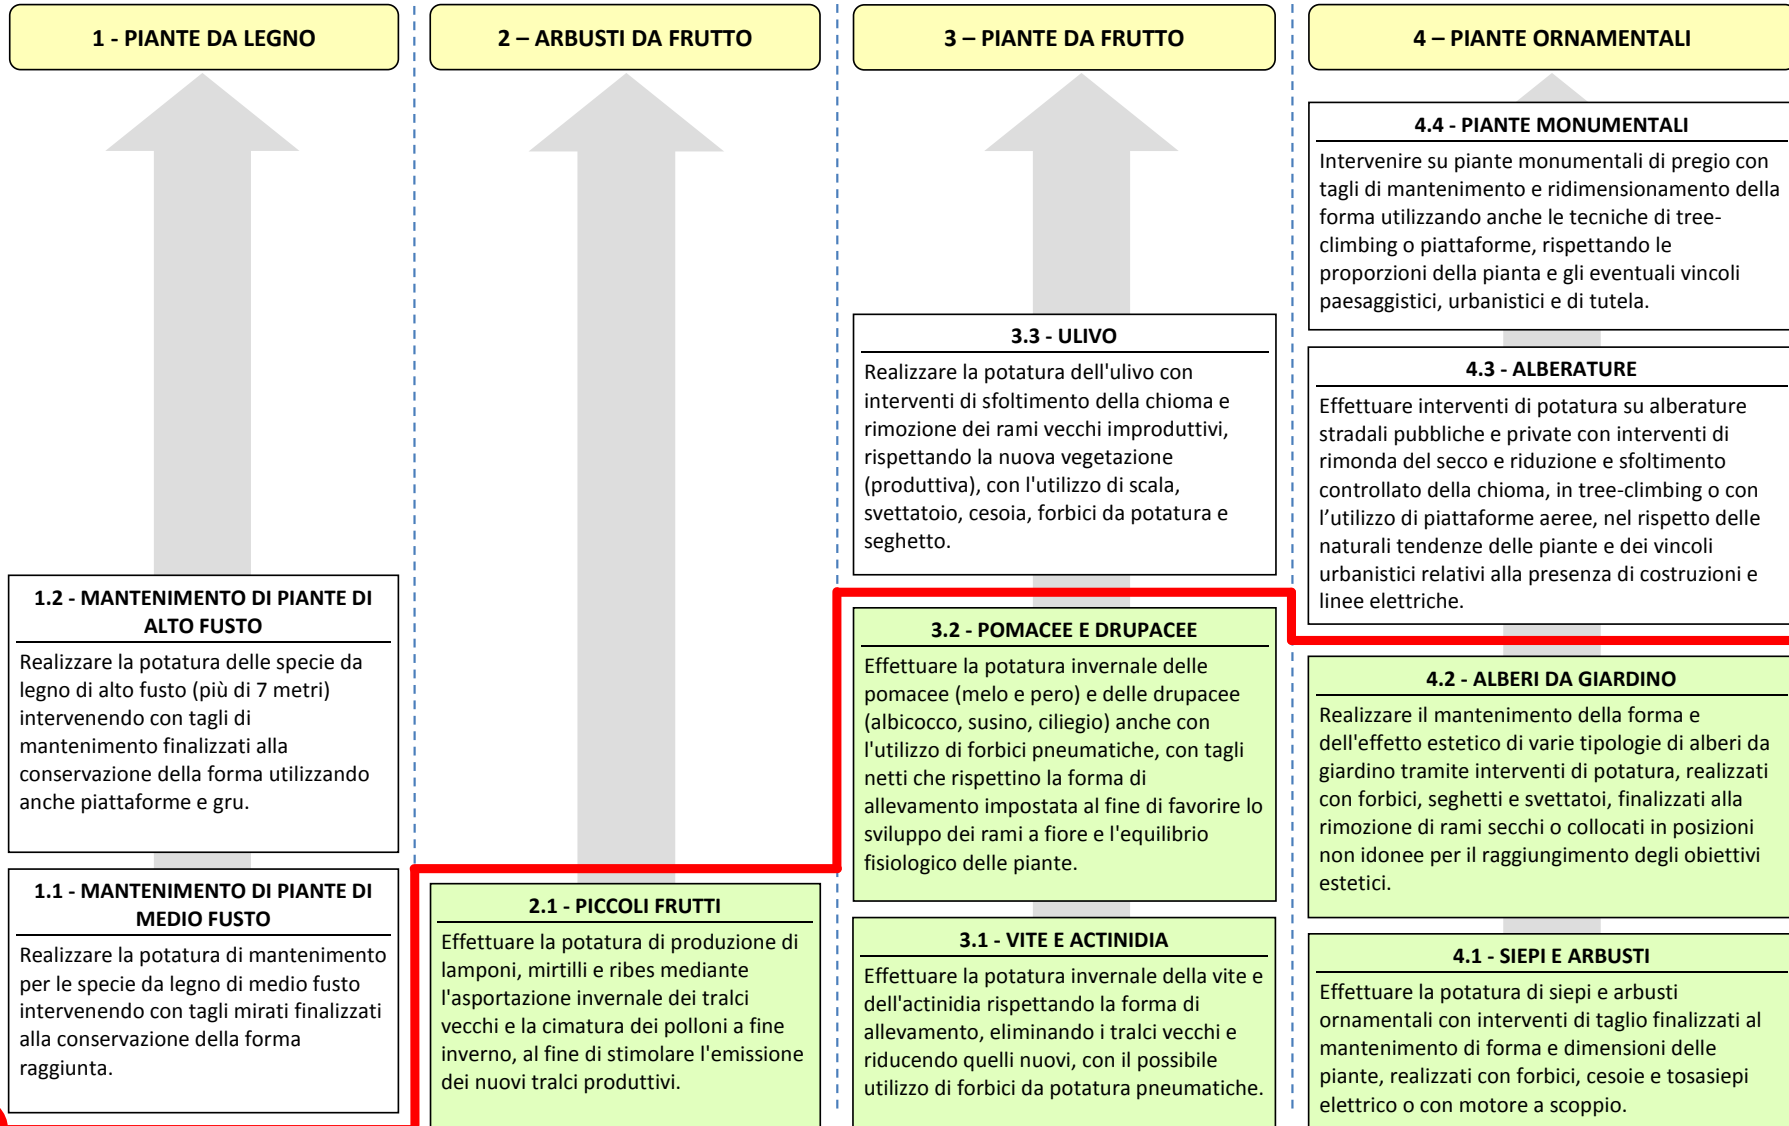 1 - PIANTE DA LEGNO
1.2 - MANTENIMENTO DI PIANTE DI
ALTO FUSTO
Realizzare la potatura delle specie da
legno di alto fusto (più di 7 metri)
intervenendo con tagli di
mantenimento finalizzati alla
conservazione della forma utilizzando
anche piattaforme e gru.
1.1 - MANTENIMENTO DI PIANTE DI
MEDIO FUSTO
Realizzare la potatura di mantenimento
per le specie da legno di medio fusto
intervenendo con tagli mirati finalizzati
alla conservazione della forma
raggiunta.
2 – ARBUSTI DA FRUTTO
2.1 - PICCOLI FRUTTI
Effettuare la potatura di produzione di
lamponi, mirtilli e ribes mediante
l'asportazione invernale dei tralci
vecchi e la cimatura dei polloni a fine
inverno, al fine di stimolare l'emissione
dei nuovi tralci produttivi.
3 – PIANTE DA FRUTTO
3.3 - ULIVO
Realizzare la potatura dell'ulivo con
interventi di sfoltimento della chioma e
rimozione dei rami vecchi improduttivi,
rispettando la nuova vegetazione
(produttiva), con l'utilizzo di scala,
svettatoio, cesoia, forbici da potatura e
seghetto.
3.2 - POMACEE E DRUPACEE
Effettuare la potatura invernale delle
pomacee (melo e pero) e delle drupacee
(albicocco, susino, ciliegio) anche con
l'utilizzo di forbici pneumatiche, con tagli
netti che rispettino la forma di
allevamento impostata al fine di favorire lo
sviluppo dei rami a fiore e l'equilibrio
fisiologico delle piante.
3.1 - VITE E ACTINIDIA
Effettuare la potatura invernale della vite e
dell'actinidia rispettando la forma di
allevamento, eliminando i tralci vecchi e
riducendo quelli nuovi, con il possibile
utilizzo di forbici da potatura pneumatiche.
4 – PIANTE ORNAMENTALI
4.4 - PIANTE MONUMENTALI
Intervenire su piante monumentali di pregio con
tagli di mantenimento e ridimensionamento della
forma utilizzando anche le tecniche di tree-
climbing o piattaforme, rispettando le
proporzioni della pianta e gli eventuali vincoli
paesaggistici, urbanistici e di tutela.
4.3 - ALBERATURE
Effettuare interventi di potatura su alberature
stradali pubbliche e private con interventi di
rimonda del secco e riduzione e sfoltimento
controllato della chioma, in tree-climbing o con
l’utilizzo di piattaforme aeree, nel rispetto delle
naturali tendenze delle piante e dei vincoli
urbanistici relativi alla presenza di costruzioni e
linee elettriche.
4.2 - ALBERI DA GIARDINO
Realizzare il mantenimento della forma e
dell'effetto estetico di varie tipologie di alberi da
giardino tramite interventi di potatura, realizzati
con forbici, seghetti e svettatoi, finalizzati alla
rimozione di rami secchi o collocati in posizioni
non idonee per il raggiungimento degli obiettivi
estetici.
4.1 - SIEPI E ARBUSTI
Effettuare la potatura di siepi e arbusti
ornamentali con interventi di taglio finalizzati al
mantenimento di forma e dimensioni delle
piante, realizzati con forbici, cesoie e tosasiepi
elettrico o con motore a scoppio.